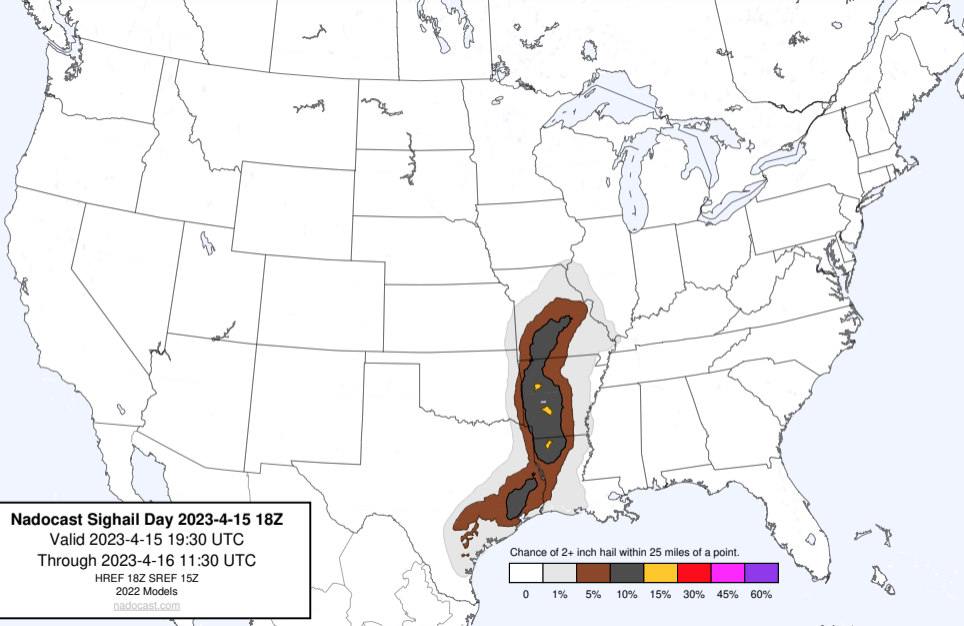 Nadocast Sighail Day 2023-4-15 18Z
Valid 2023-4-15 19:30 UTC
Through 2023-4-16 11:30 UTC
HREF 18Z SREF 15Z
2022 Models
nadocast.com
Chance of 2+ inch hail within 25 miles of a point.
0 1% 5% 10% 15% 30% 45% 60%